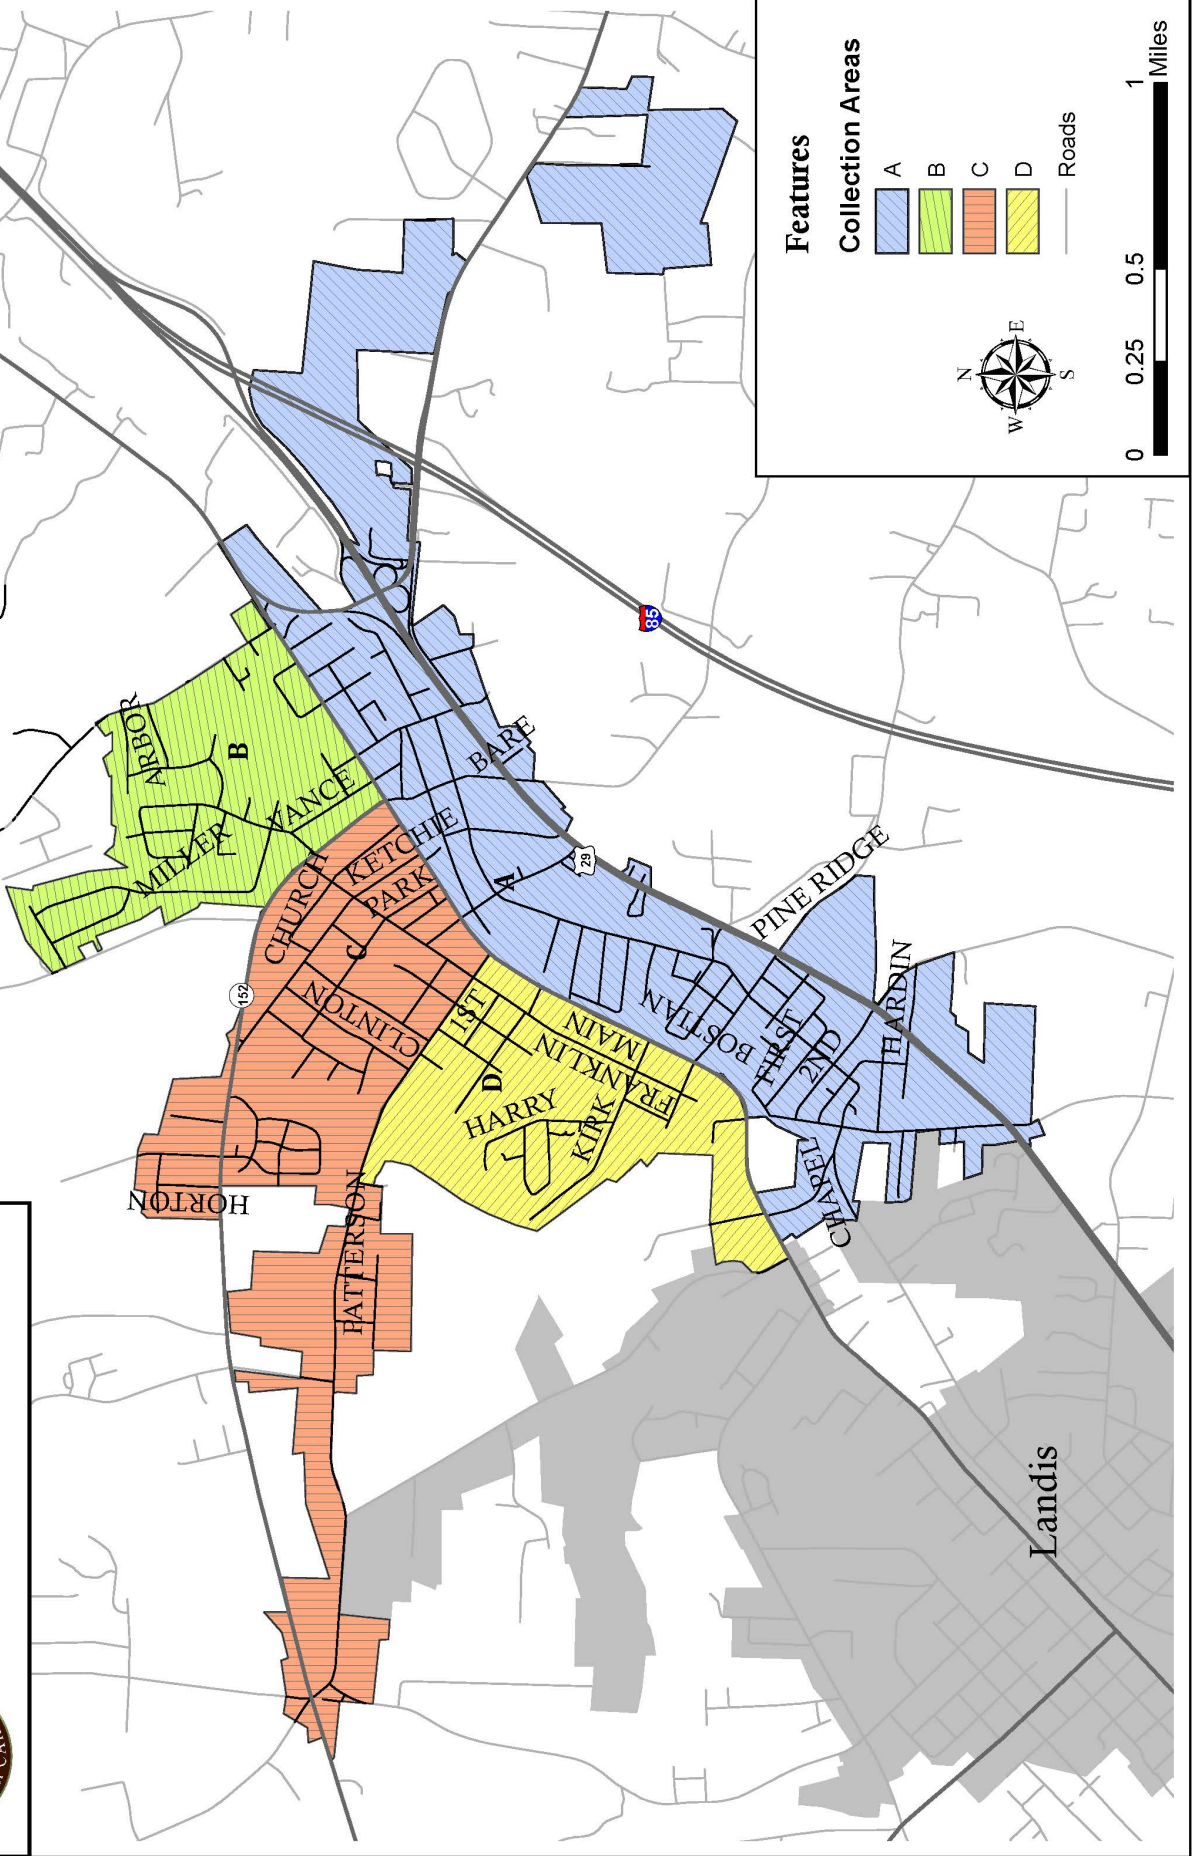 ARBOR
B
MILLER
VANCE
CHURCH
KETCHIE
PARK
C
CLINTON
152
HORTON
PATTERSON
1ST
D
HARRY
KIRK
FRANKLIN
MAIN
A
BARE
29
85
BOSTIAN
FIRST
2ND
PINE RIDGE
HARDIN
CHAPEL
Landis
Features
Collection Areas
A
B
C
D
Roads
N
W
E
S
0 0.25 0.5 1
Miles